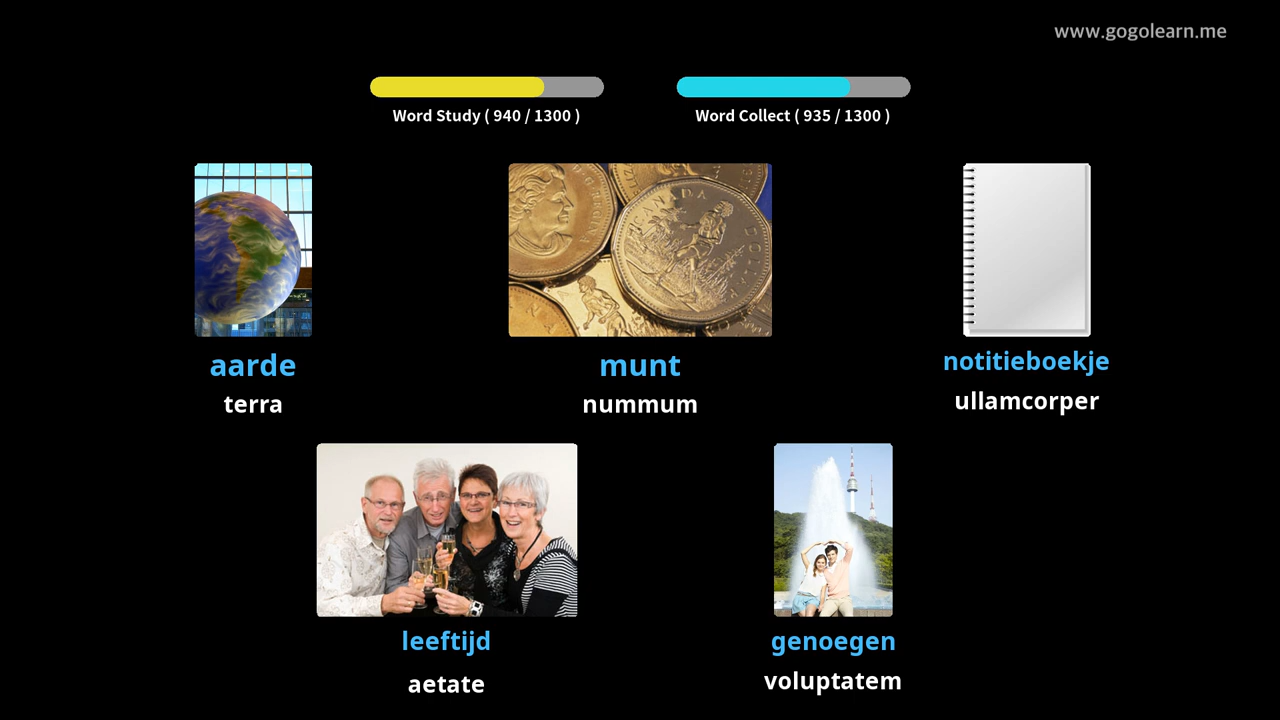 www.gogolearn.me
Word Study ( 940 / 1300 )
Word Collect ( 935 / 1300 )
aarde
terra
munt
nummum
notitieboekje
ullamcorper
leeftijd
aetate
genoegen
voluptatem